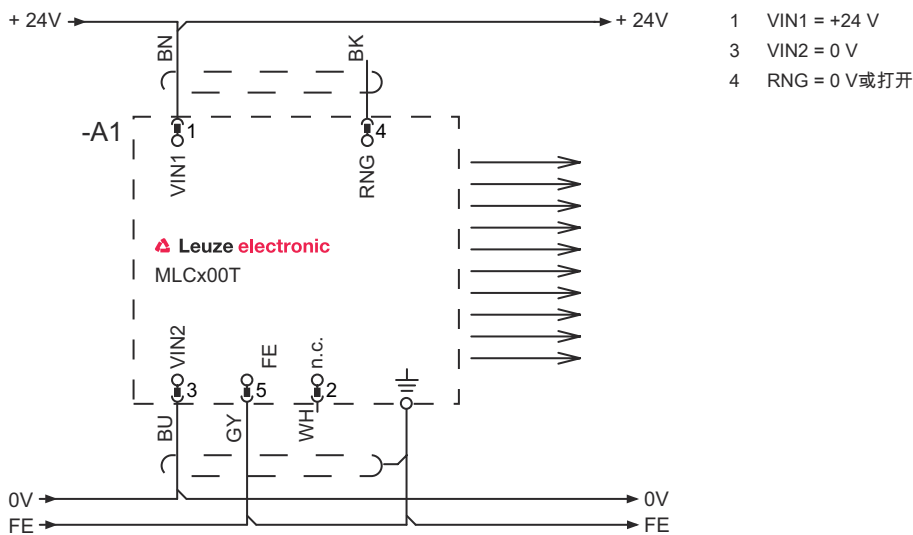 + 24V
+ 24V
1 VIN1 = +24 V
3 VIN2 = 0 V
4 RNG = 0 V或打开
BN
BK
-A1
1
4
VIN1
RNG
Leuze electronic
MLCx00T
VIN2
FE
n.c.
3
5
2
BU
GY
WH
0V
0V
FE
FE